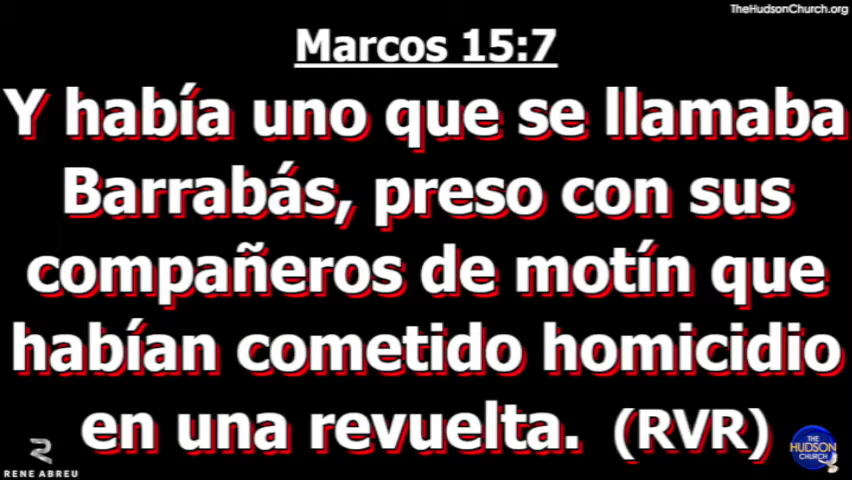 TheHudsonChurch.org
Marcos 15:7
Y había uno que se llamaba
Barrabás, preso con sus
compañeros de motín que
habían cometido homicidio
en una revuelta. (RVR)
RENE ABREU
THE
HUDSON
CHURCH